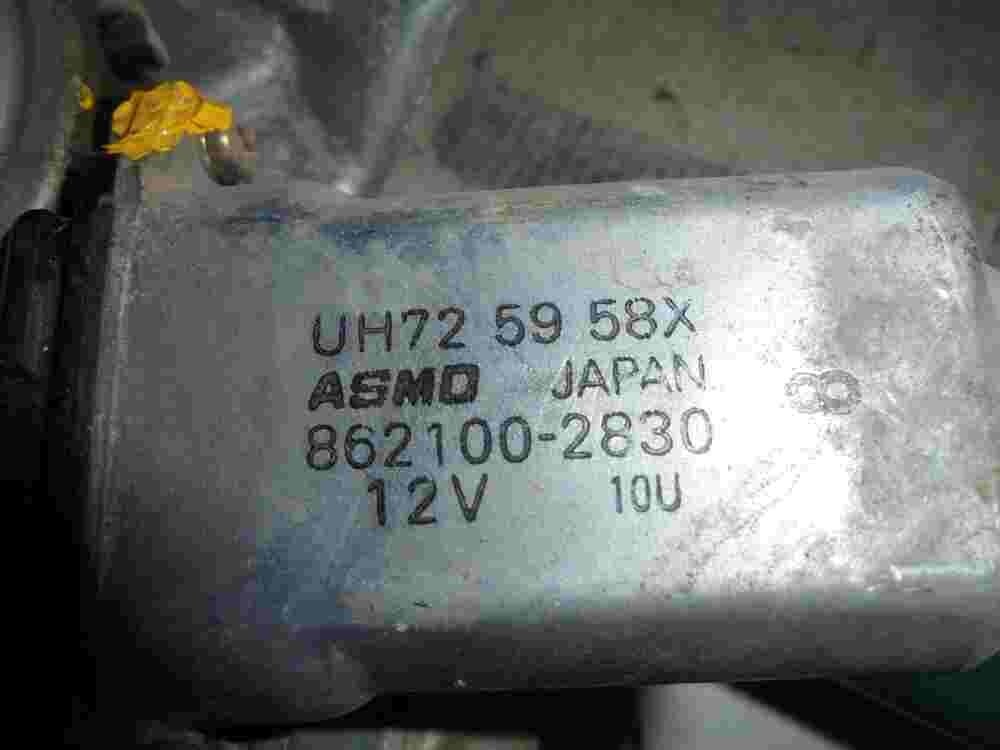 UH72 59 58X
ASMO JAPAN
862100-2830
12V 10U